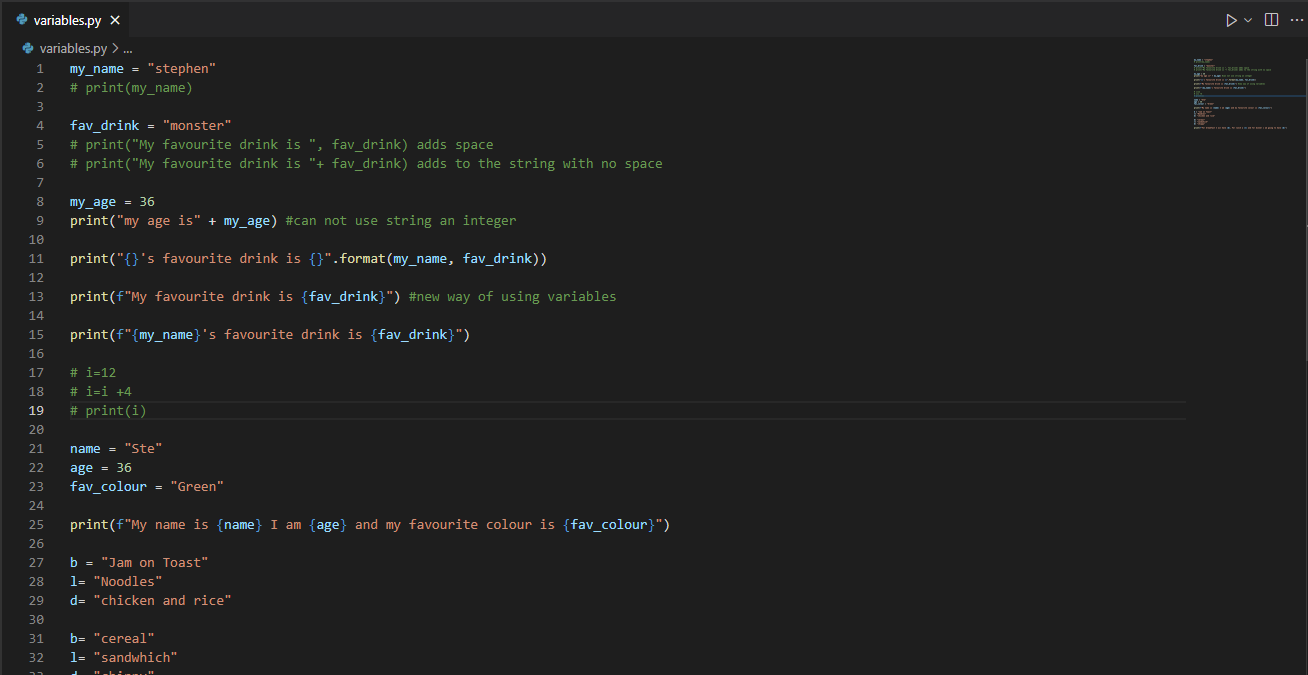 variables.py
variables.py > ...
1 my_name = "stephen"
2 # print(my_name)
3
4 fav_drink = "monster"
5 # print("My favourite drink is ", fav_drink) adds space
6 # print("My favourite drink is "+ fav_drink) adds to the string with no space
7
8 my_age = 36
9 print("my age is" + my_age) #can not use string an integer
10
11 print("{}'s favourite drink is {}".format(my_name, fav_drink))
12
13 print(f"My favourite drink is {fav_drink}") #new way of using variables
14
15 print(f"{my_name}'s favourite drink is {fav_drink}")
16
17 # i=12
18 # i=i +4
19 # print(i)
20
21 name = "Ste"
22 age = 36
23 fav_colour = "Green"
24
25 print(f"My name is {name} I am {age} and my favourite colour is {fav_colour}")
26
27 b = "Jam on Toast"
28 l= "Noodles"
29 d= "chicken and rice"
30
31 b= "cereal"
32 l= "sandwhich"